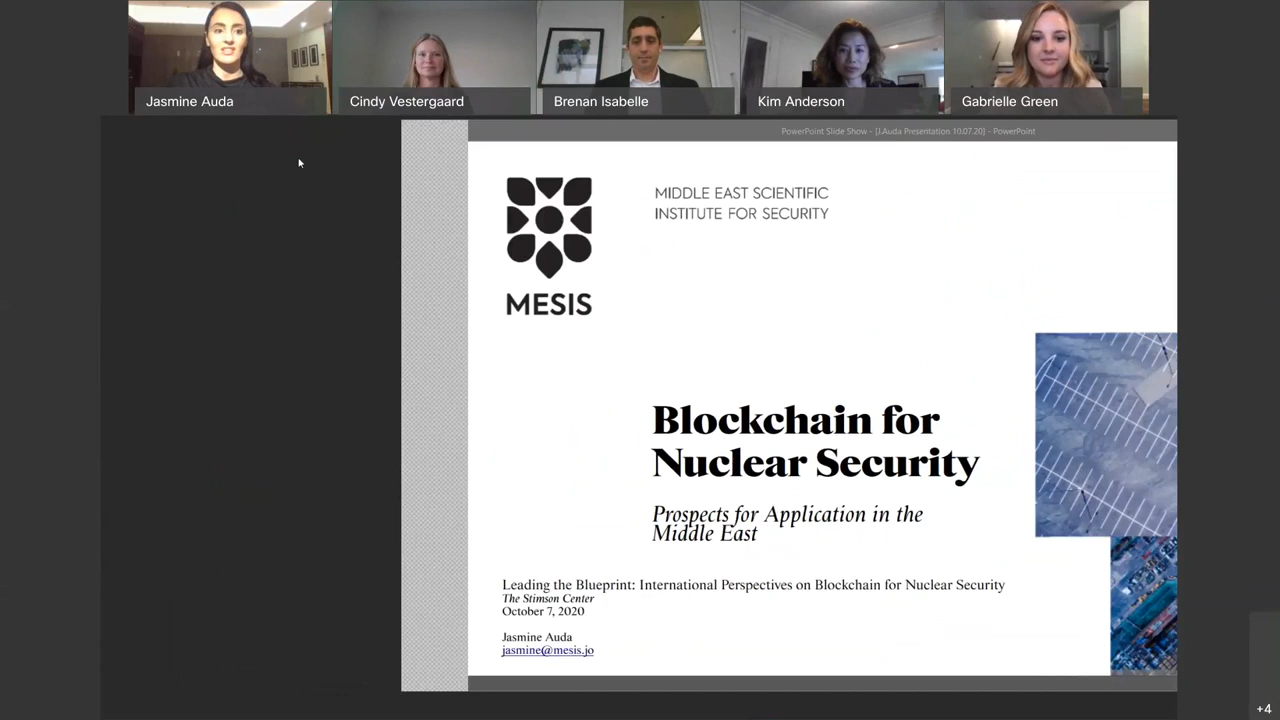 Jasmine Auda
Cindy Vestergaard
Brenan Isabelle
Kim Anderson
Gabrielle Green
PowerPoint Slide Show - [J.Auda Presentation 10.07.20] - PowerPoint
MIDDLE EAST SCIENTIFIC
INSTITUTE FOR SECURITY
MESIS
Blockchain for
Nuclear Security
Prospects for Application in the
Middle East
Leading the Blueprint: International Perspectives on Blockchain for Nuclear Security
The Stimson Center
October 7, 2020
Jasmine Auda
jasmine@mesis.jo
+4